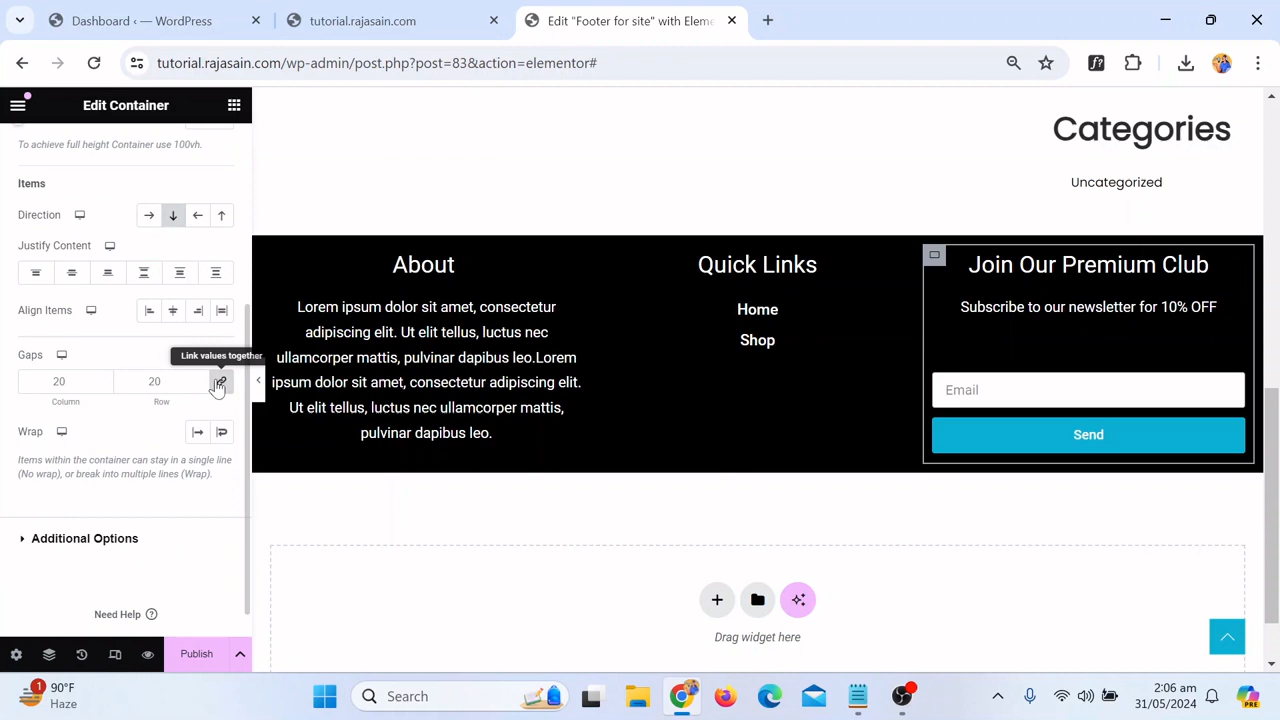 Dashboard ‹ — WordPress
tutorial.rajasain.com
Edit "Footer for site" with Eleme
tutorial.rajasain.com/wp-admin/post.php?post=83&action=elementor#
Edit Container
To achieve full height Container use 100vh.
Items
Direction
Justify Content
Align Items
Gaps
Link values together
20
20
Column
Row
Wrap
Items within the container can stay in a single line
(No wrap), or break into multiple lines (Wrap).
Additional Options
Need Help
Publish
Categories
Uncategorized
About
Lorem ipsum dolor sit amet, consectetur
adipiscing elit. Ut elit tellus, luctus nec
ullamcorper mattis, pulvinar dapibus leo.Lorem
ipsum dolor sit amet, consectetur adipiscing elit.
Ut elit tellus, luctus nec ullamcorper mattis,
pulvinar dapibus leo.
Quick Links
Home
Shop
Join Our Premium Club
Subscribe to our newsletter for 10% OFF
Email
Send
Drag widget here
1
90°F
Haze
Search
2:06 am
31/05/2024
PRE